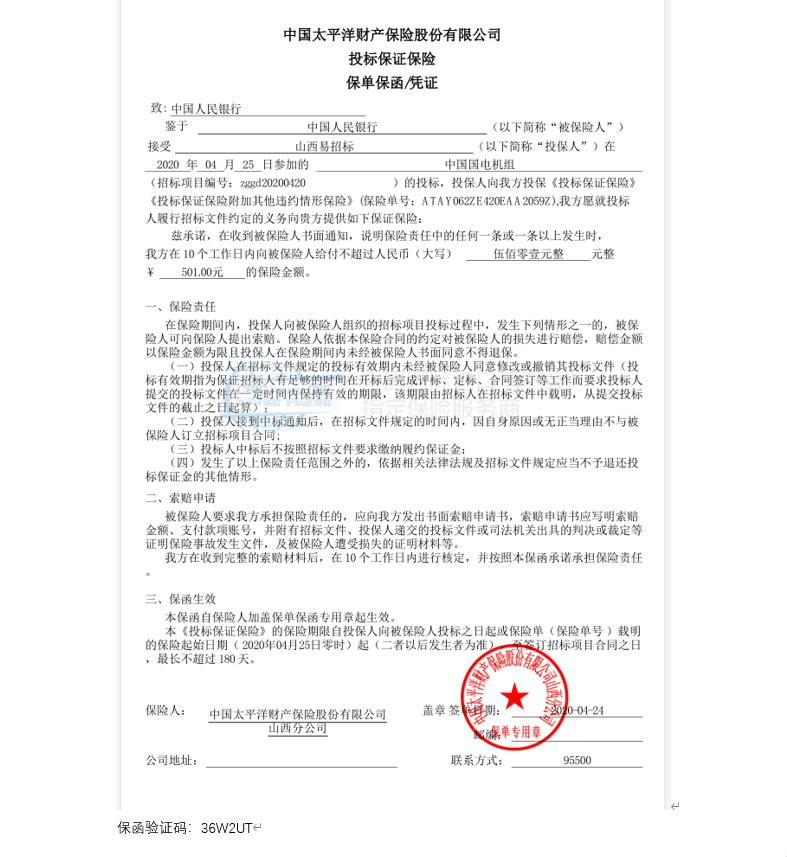 中国太平洋财产保险股份有限公司
投标保证保险
保单保函/凭证
致: 中国人民银行
鉴于 中国人民银行 （以下简称“被保险人”）
接受 山西易招标 （以下简称“投保人”）在
2020 年 04 月 25 日参加的 中国国电机组
（招标项目编号: zggd20200420 ）的投标，投保人向我方投保《投标保证保险》
《投标保证保险附加其他违约情形保险》(保险单号: ATAY062ZE420EAA2059Z),我方愿就投标
人履行招标文件约定的义务向贵方提供如下保证保险:
兹承诺，在收到被保险人书面通知，说明保险责任中的任何一条或一条以上发生时，
我方在 10 个工作日内向被保险人给付不超过人民币（大写） 伍佰零壹元整 元整
¥ 501.00元 的保险金额。
一、保险责任
在保险期间内，投保人向被保险人组织的招标项目投标过程中，发生下列情形之一的，被保
险人可向保险人提出索赔。保险人依据本保险合同的约定对被保险人的损失进行赔偿，赔偿金额
以保险金额为限且投保人在保险期间内未经被保险人书面同意不得退保。
（一）投保人在招标文件规定的投标有效期内未经被保险人同意修改或撤销其投标文件（投
标有效期指为保证招标人有足够的时间在开标后完成评标、定标、合同签订等工作而要求投标人
提交的投标文件在一定时间内保持有效的期限，该期限由招标人在招标文件中载明，从提交投标
文件的截止之日起算）;
指定保险服务商
（二）投保人接到中标通知后，在招标文件规定的时间内，因自身原因或无正当理由不与被
保险人订立招标项目合同;
（三）投标人中标后不按照招标文件要求缴纳履约保证金;
（四）发生了以上保险责任范围之外的，依据相关法律法规及招标文件规定应当不予退还投
标保证金的其他情形。
二、索赔申请
被保险人要求我方承担保险责任的，应向我方发出书面索赔申请书，索赔申请书应写明索赔
金额、支付款项账号，并附有招标文件、投保人递交的投标文件或司法机关出具的判决或裁定等
证明保险事故发生文件，及被保险人遭受损失的证明材料等。
我方在收到完整的索赔材料后，在 10 个工作日内进行核定，并按照本保函承诺承担保险责任
。
三、保函生效
本保函自保险人加盖保单保函专用章起生效。
本《投标保证保险》的保险期限自投保人向被保险人投标之日起或保险单（保险单号 ）载明
的保险起始日期（ 2020年04月25日零时）起（二者以后发生者为准），至签订招标项目合同之日
，最长不超过 180 天。
中国太平洋财产保险股份有限公司山西分公司
保单专用章
保险人: 中国太平洋财产保险股份有限公司 盖章 签单日期: 2020-04-24
山西分公司
邮编:
公司地址: 联系方式: 95500
保函验证码：36W2UT